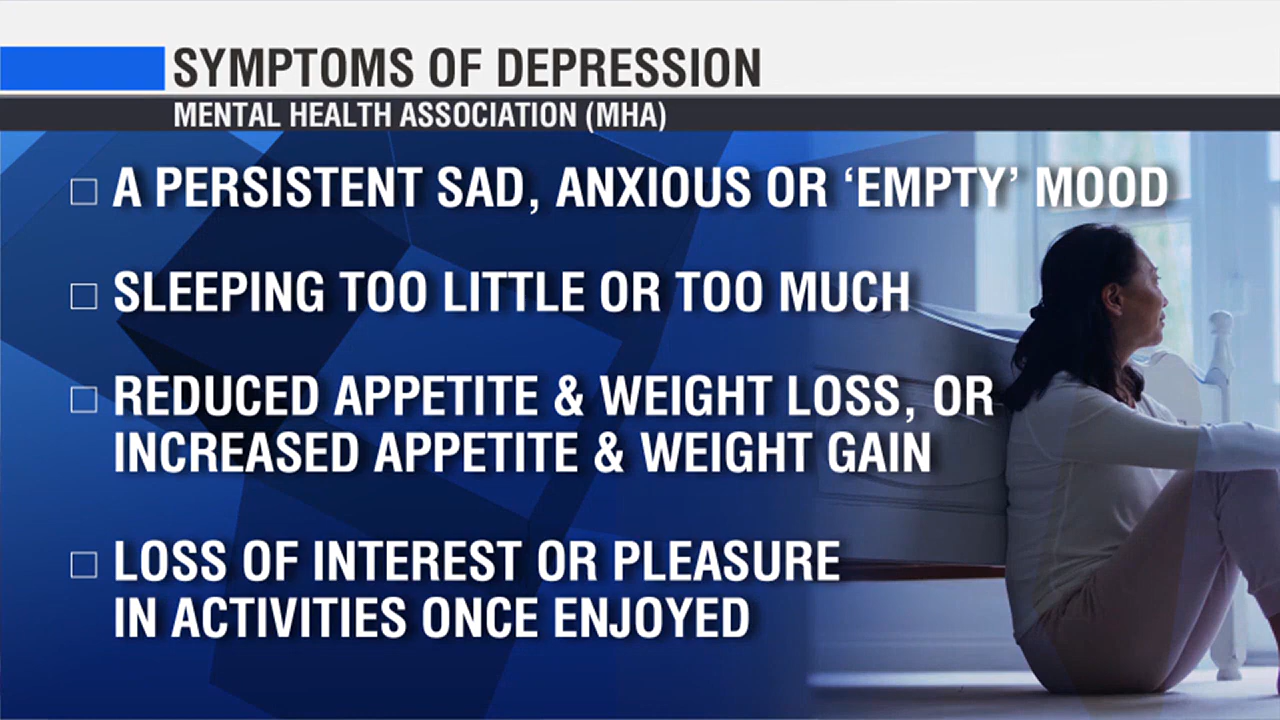 SYMPTOMS OF DEPRESSION
MENTAL HEALTH ASSOCIATION (MHA)
A PERSISTENT SAD, ANXIOUS OR ‘EMPTY’ MOOD
SLEEPING TOO LITTLE OR TOO MUCH
REDUCED APPETITE & WEIGHT LOSS, OR
INCREASED APPETITE & WEIGHT GAIN
LOSS OF INTEREST OR PLEASURE
IN ACTIVITIES ONCE ENJOYED